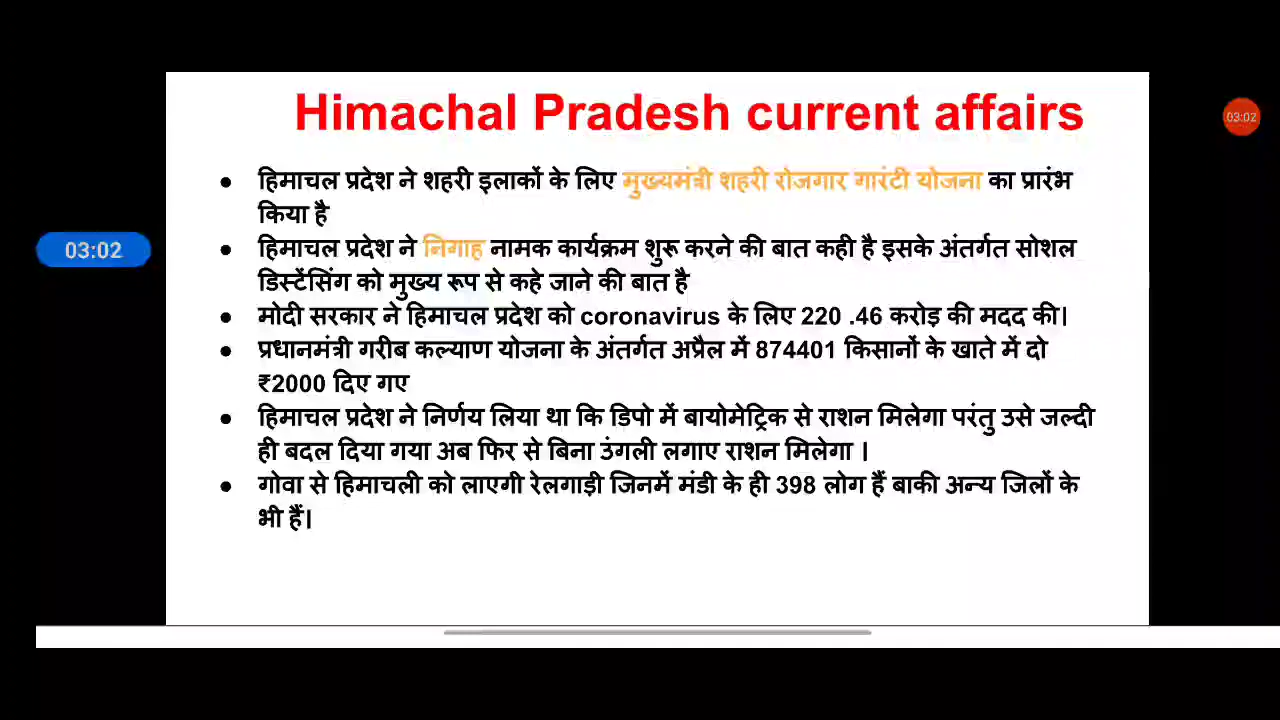 Himachal Pradesh current affairs
03:02
● हिमाचल प्रदेश ने शहरी इलाकों के लिए मुख्यमंत्री शहरी रोजगार गारंटी योजना का प्रारंभ
किया है
03:02
● हिमाचल प्रदेश ने निगाह नामक कार्यक्रम शुरू करने की बात कही है इसके अंतर्गत सोशल
डिस्टेंसिंग को मुख्य रूप से कहे जाने की बात है
● मोदी सरकार ने हिमाचल प्रदेश को coronavirus के लिए 220 .46 करोड़ की मदद की।
● प्रधानमंत्री गरीब कल्याण योजना के अंतर्गत अप्रैल में 874401 किसानों के खाते में दो
₹2000 दिए गए
● हिमाचल प्रदेश ने निर्णय लिया था कि डिपो में बायोमेट्रिक से राशन मिलेगा परंतु उसे जल्दी
ही बदल दिया गया अब फिर से बिना उंगली लगाए राशन मिलेगा ।
● गोवा से हिमाचली को लाएगी रेलगाड़ी जिनमें मंडी के ही 398 लोग हैं बाकी अन्य जिलों के
भी हैं।